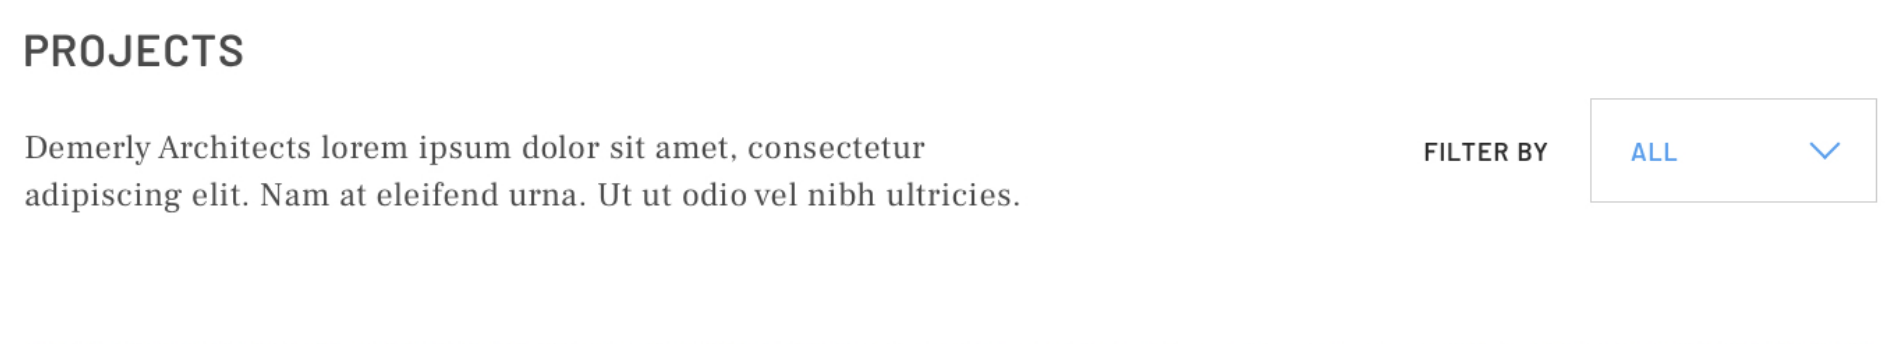 PROJECTS
Demerly Architects lorem ipsum dolor sit amet, consectetur
adipiscing elit. Nam at eleifend urna. Ut ut odio vel nibh ultricies.
FILTER BY
ALL